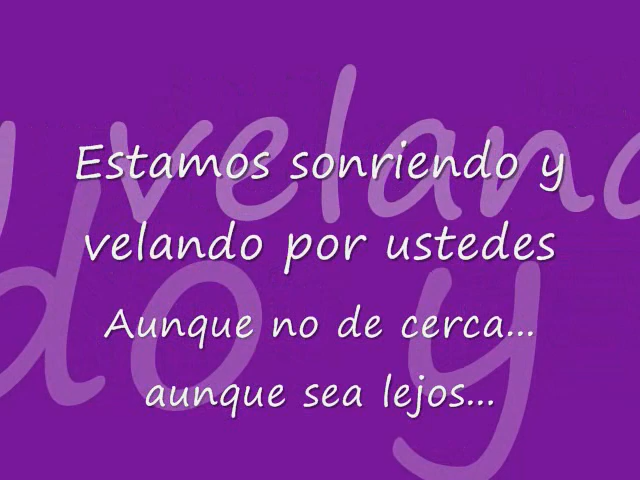 Estamos sonriendo y
velando por ustedes
Aunque no de cerca...
aunque sea lejos...